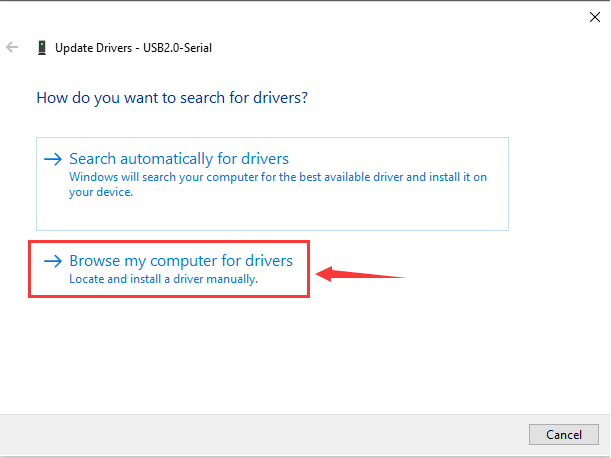 Update Drivers - USB2.0-Serial
How do you want to search for drivers?
Search automatically for drivers
Windows will search your computer for the best available driver and install it on
your device.
Browse my computer for drivers
Locate and install a driver manually.
Cancel